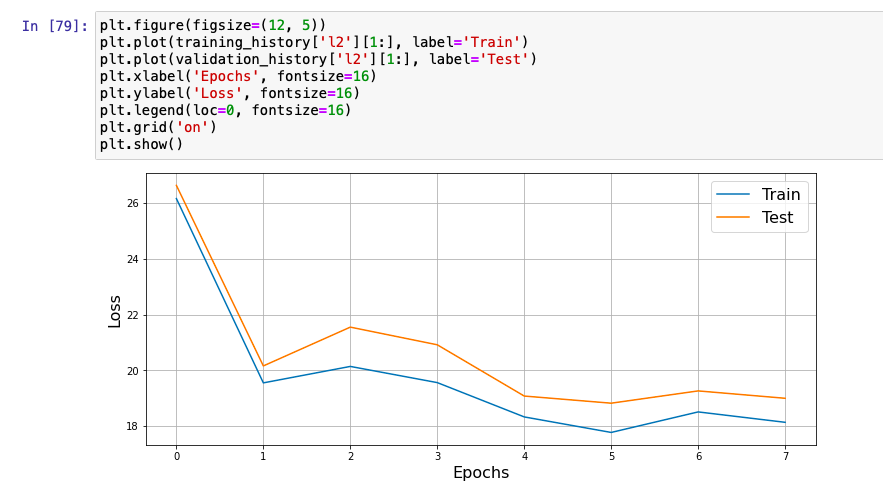 In [79]:
plt.figure(figsize=(12, 5))
plt.plot(training_history['l2'][1:], label='Train')
plt.plot(validation_history['l2'][1:], label='Test')
plt.xlabel('Epochs', fontsize=16)
plt.ylabel('Loss', fontsize=16)
plt.legend(loc=0, fontsize=16)
plt.grid('on')
plt.show()
Train
Test
26
24
22
20
18
Loss
0 1 2 3 4 5 6 7
Epochs